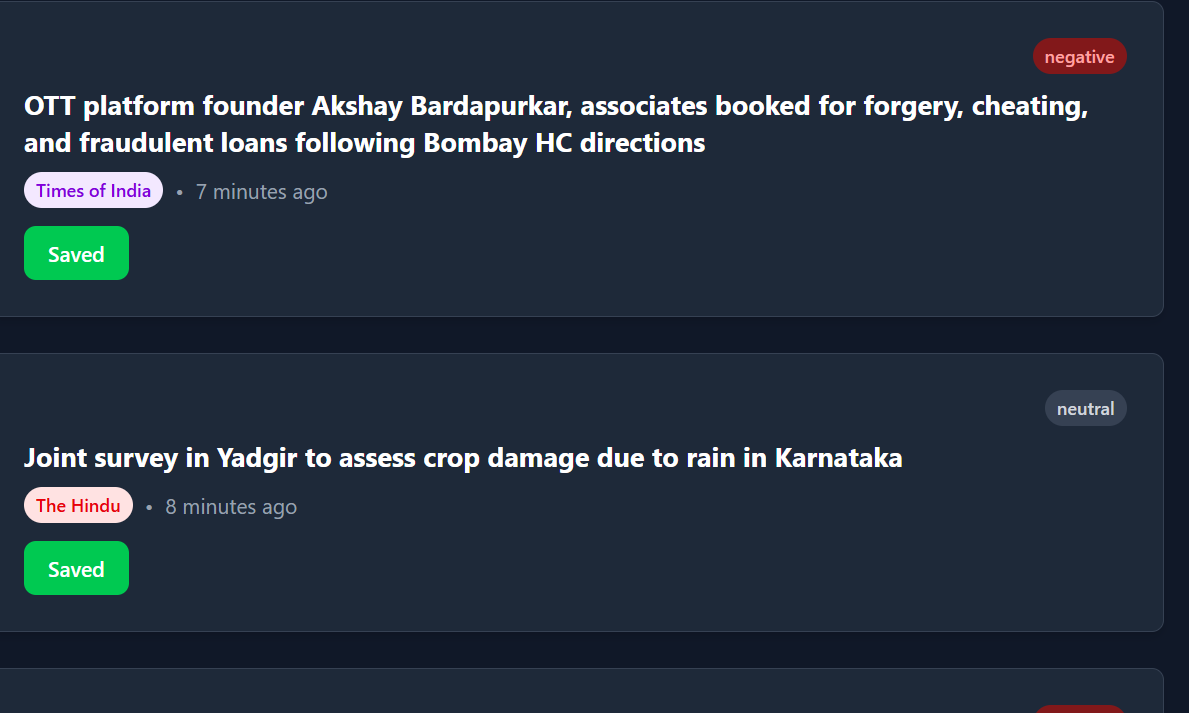 negative
OTT platform founder Akshay Bardapurkar, associates booked for forgery, cheating,
and fraudulent loans following Bombay HC directions
Times of India • 7 minutes ago
Saved
neutral
Joint survey in Yadgir to assess crop damage due to rain in Karnataka
The Hindu • 8 minutes ago
Saved